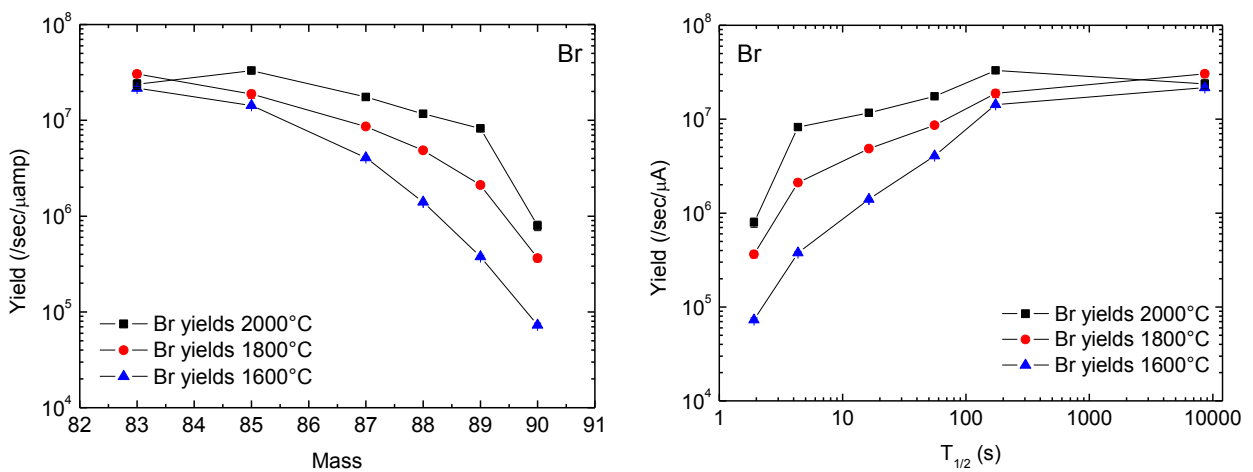 10^8
10^7
10^6
10^5
10^4
Yield (/sec/μamp)
Br
Br yields 2000°C
Br yields 1800°C
Br yields 1600°C
82 83 84 85 86 87 88 89 90 91
Mass
10^8
10^7
10^6
10^5
10^4
Yield (/sec/μA)
Br
Br yields 2000°C
Br yields 1800°C
Br yields 1600°C
1 10 100 1000 10000
T_{1/2} (s)